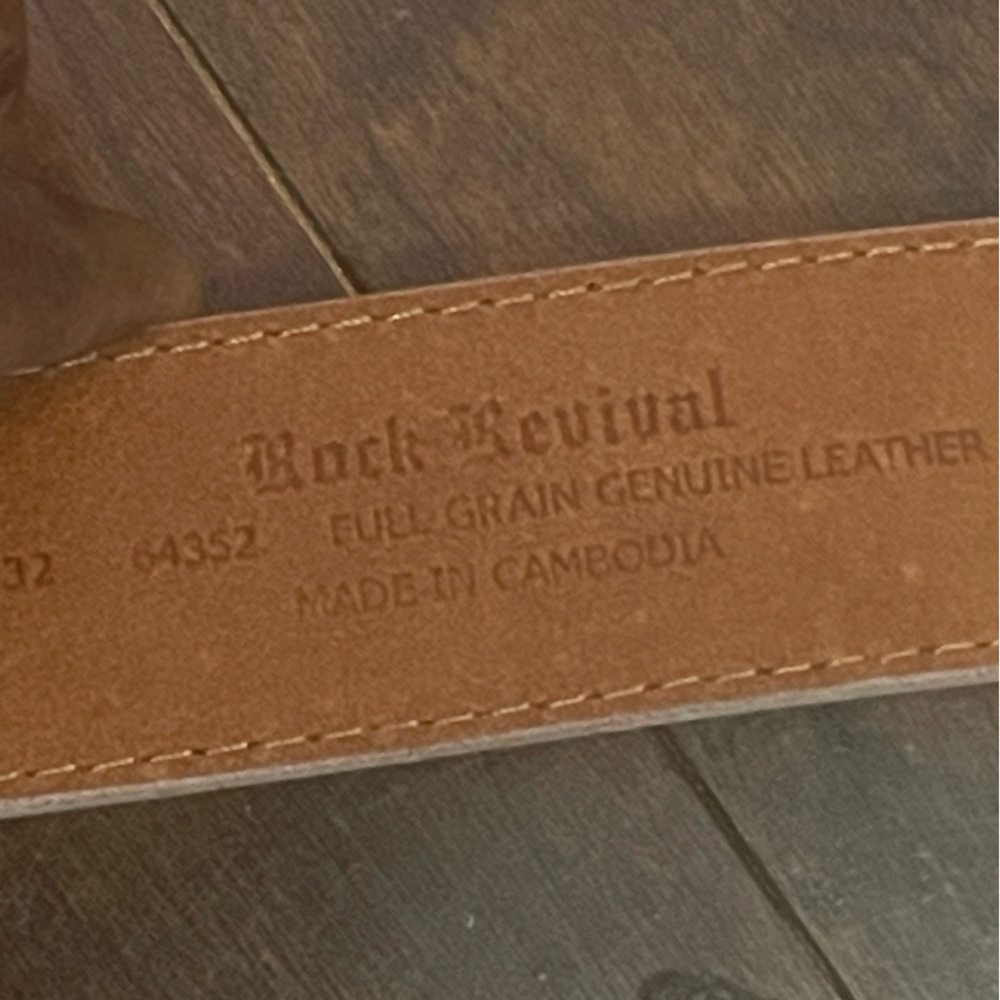 Rock Revival
32 64352 FULL GRAIN GENUINE LEATHER
MADE IN CAMBODIA